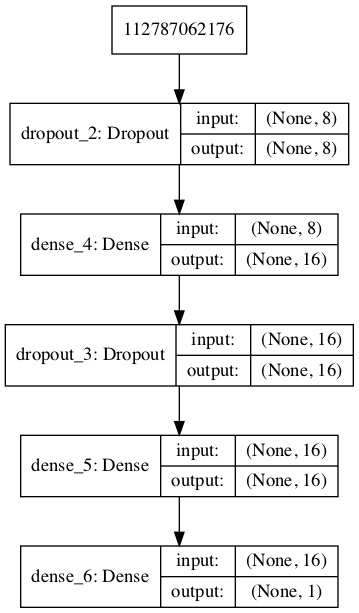 112787062176
dropout_2: Dropout
input: (None, 8)
output: (None, 8)
dense_4: Dense
input: (None, 8)
output: (None, 16)
dropout_3: Dropout
input: (None, 16)
output: (None, 16)
dense_5: Dense
input: (None, 16)
output: (None, 16)
dense_6: Dense
input: (None, 16)
output: (None, 1)